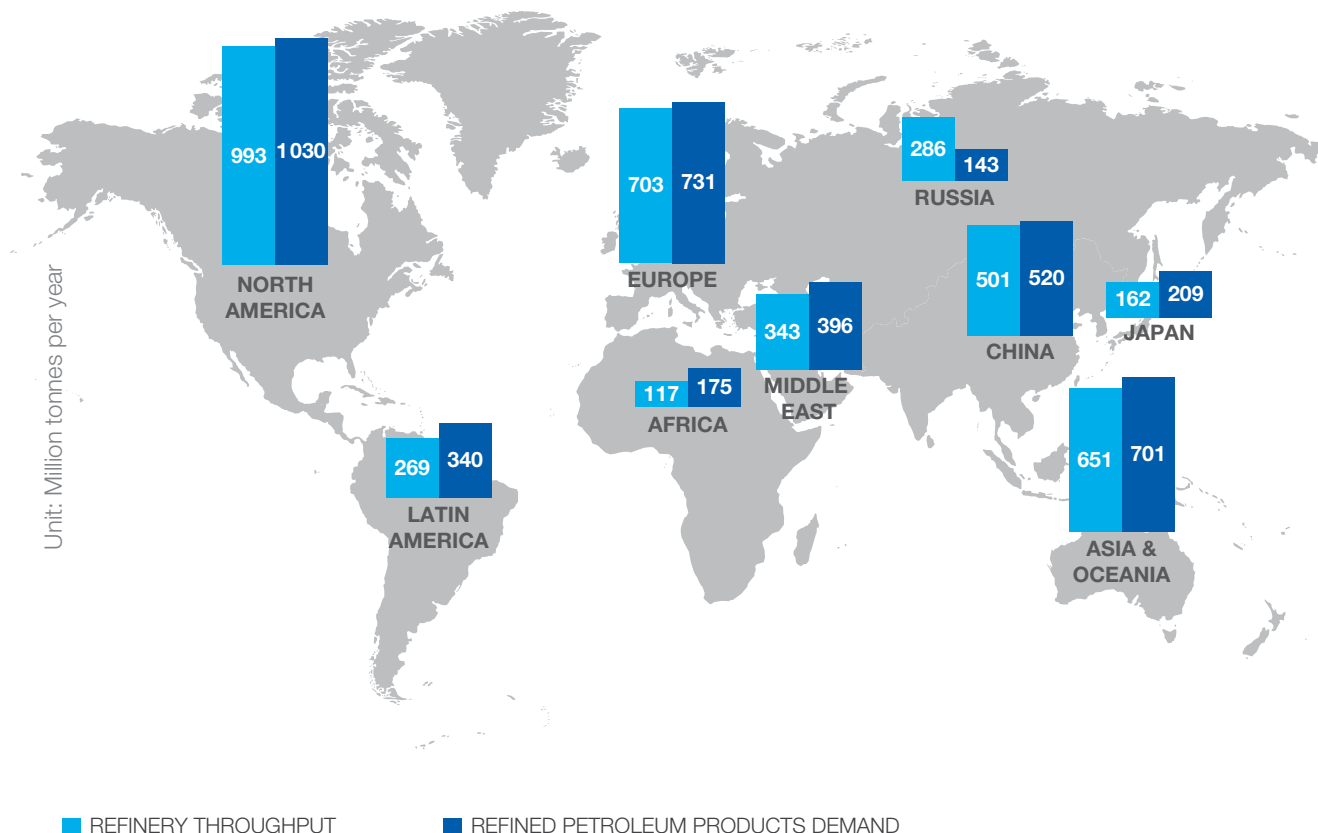 993
1 030
NORTH
AMERICA
703
731
EUROPE
286
143
RUSSIA
501
520
CHINA
162
209
JAPAN
343
396
MIDDLE
EAST
117
175
AFRICA
269
340
LATIN
AMERICA
651
701
ASIA &
OCEANIA
Unit: Million tonnes per year
REFINERY THROUGHPUT
REFINED PETROLEUM PRODUCTS DEMAND